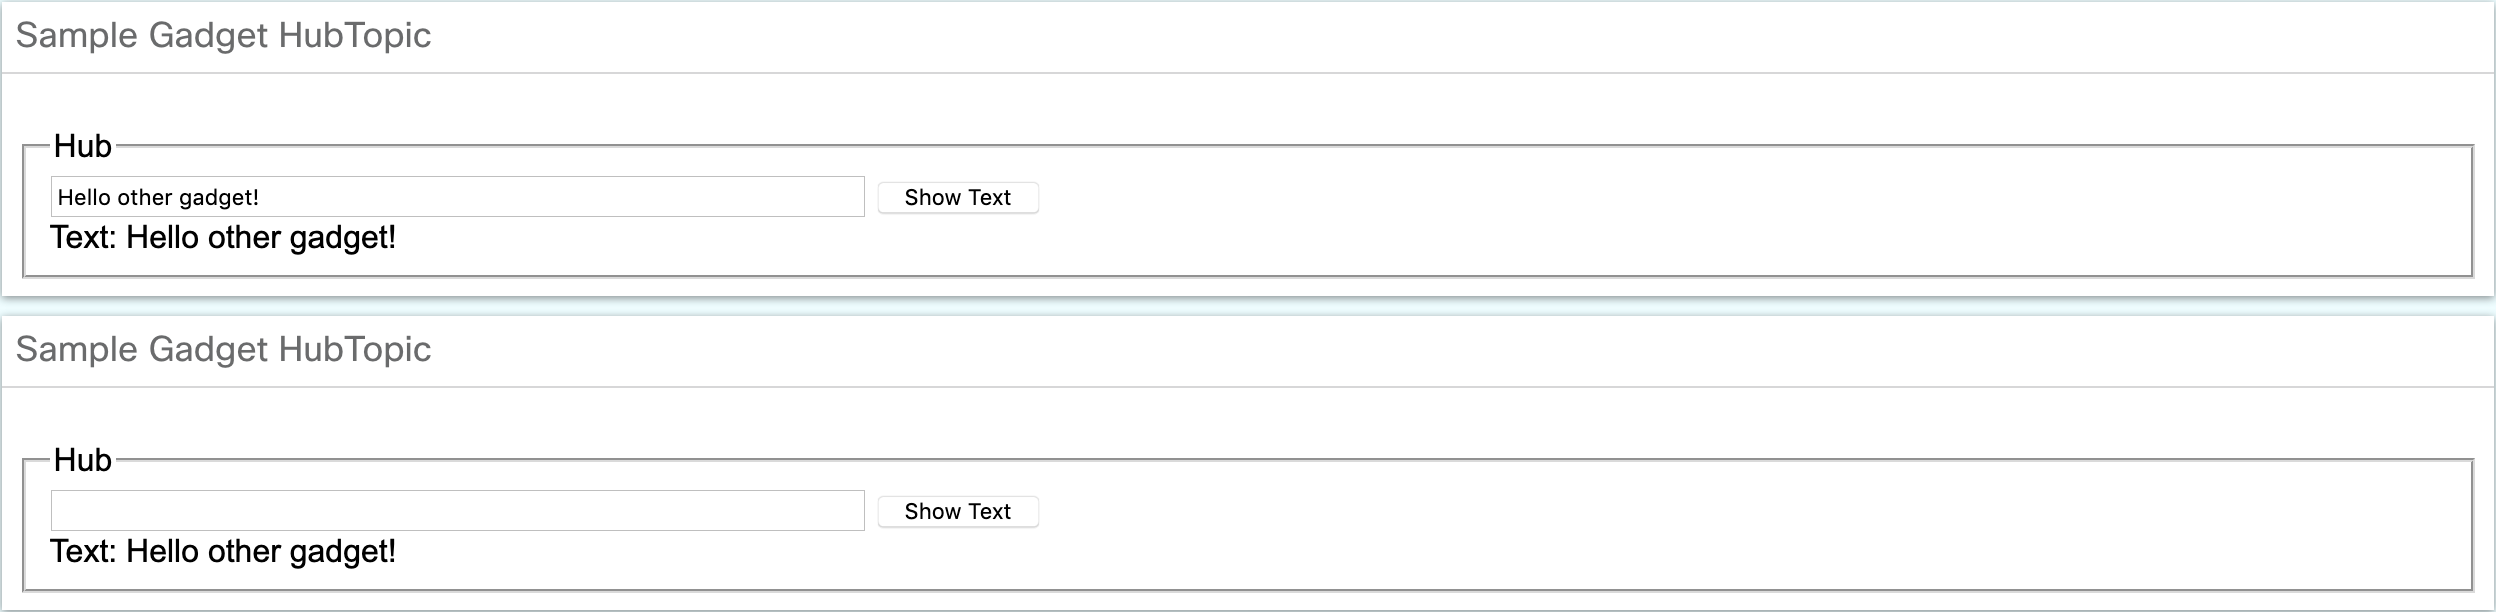 Sample Gadget HubTopic
Hub
Hello other gadget! Show Text
Text: Hello other gadget!
Sample Gadget HubTopic
Hub
Show Text
Text: Hello other gadget!